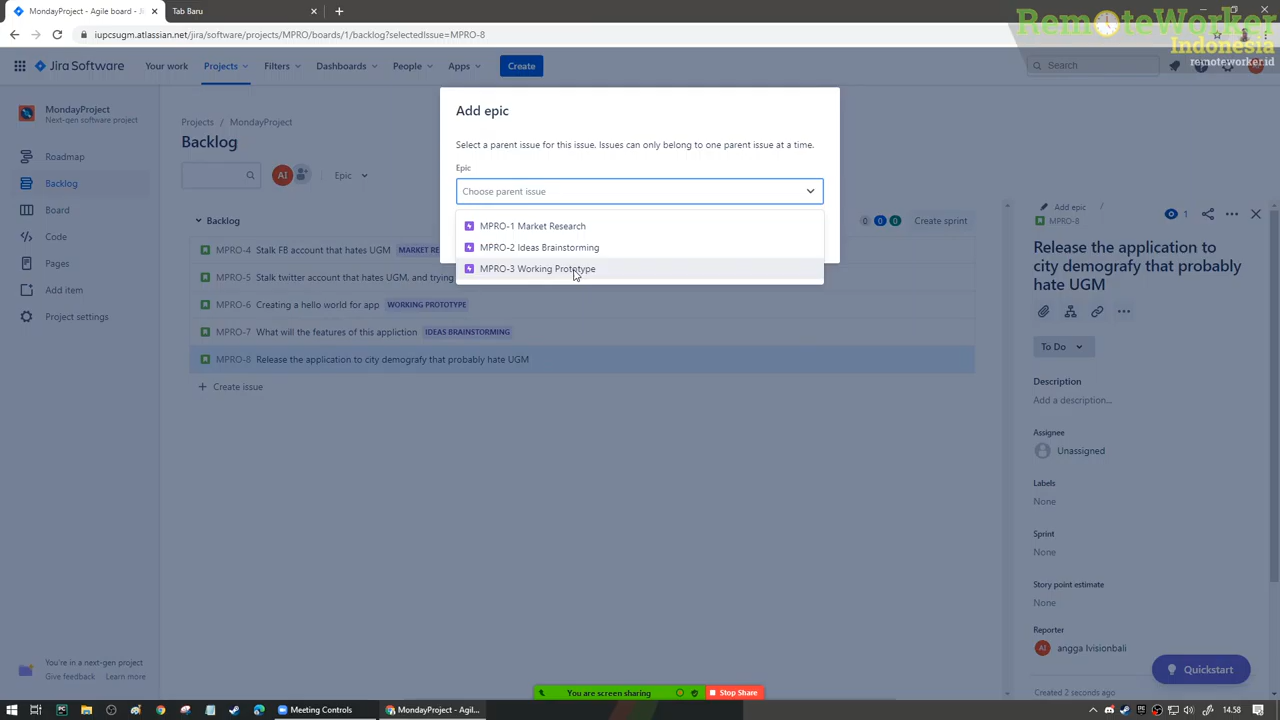 MondayProject - Agile board - Ji
Tab Baru
RemoteWorker
Indonesia
remoteworker.id
iupcsugm.atlassian.net/jira/software/projects/MPRO/boards/1/backlog?selectedIssue=MPRO-8
Jira Software
Your work
Projects
Filters
Dashboards
People
Apps
Create
Search
MondayProject
Next-gen software project
Roadmap
Backlog
Board
Code
Pages
Add item
Project settings
You're in a next-gen project
Give feedback
Learn more
Projects / MondayProject
Backlog
AI
Epic
Backlog
0 0 0
Create sprint
MPRO-4 Stalk FB account that hates UGM MARKET RE
MPRO-5 Stalk twitter account that hates UGM, and trying
MPRO-6 Creating a hello world for app WORKING PROTOTYPE
MPRO-7 What will the features of this appliction IDEAS BRAINSTORMING
MPRO-8 Release the application to city demografy that probably hate UGM
+ Create issue
Add epic
Select a parent issue for this issue. Issues can only belong to one parent issue at a time.
Epic
Choose parent issue
MPRO-1 Market Research
MPRO-2 Ideas Brainstorming
MPRO-3 Working Prototype
Add epic /
MPRO-8
1
Release the application to
city demografy that probably
hate UGM
To Do
Description
Add a description...
Assignee
Unassigned
Labels
None
Sprint
None
Story point estimate
None
Reporter
AI angga Ivisionbali
Created 2 seconds ago
Quickstart
You are screen sharing
Stop Share
Meeting Controls
MondayProject - Agil...
14.58